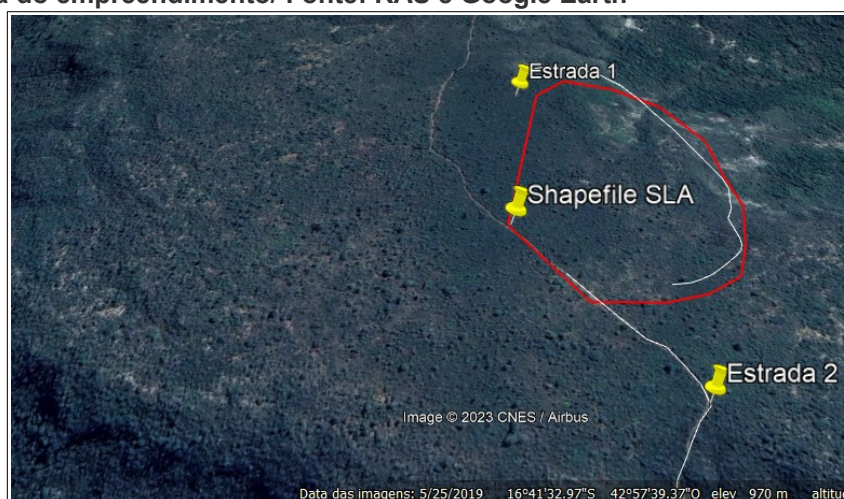 do empreendimento/ Fonte: RAS e Google Earth
Estrada 1
Shapefile SLA
Estrada 2
Image © 2023 CNES / Airbus
Data das imagens: 5/25/2019 16°41'32.97"S 42°57'39.37"O elev 970 m